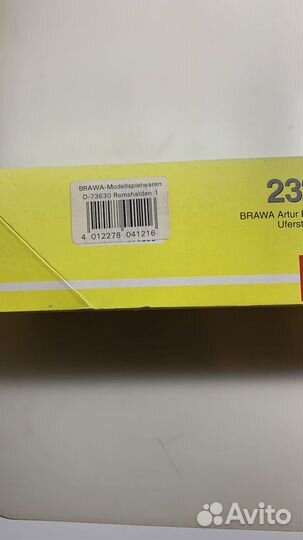 BRAWA-Modellspielwaren
D-73630 Remshalden 1
4 012278 041216
23
BRAWA Artur
Uferst
Avito